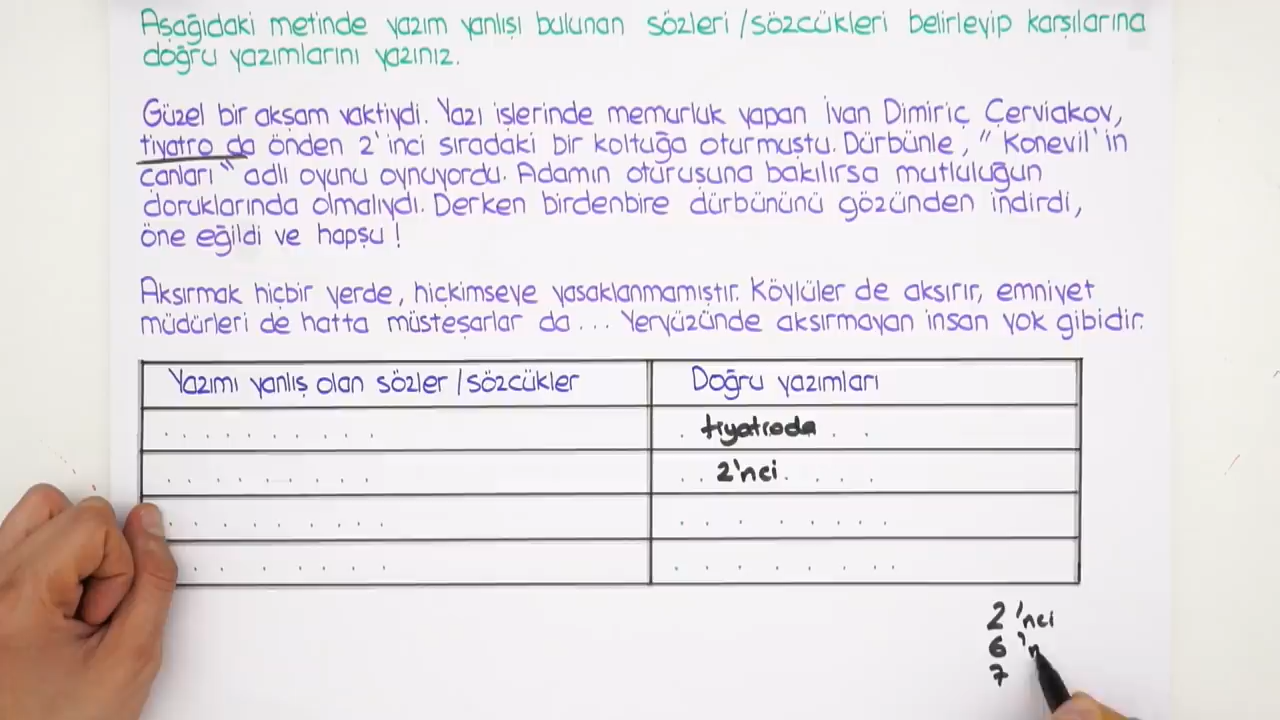 Aşağıdaki metinde yazım yanlışı bulunan sözleri /sözcükleri belirleyip karşılarına
doğru yazımlarını yazınız.
Güzel bir akşam vaktiydi. Yazı işlerinde memurluk yapan İvan Dimiriç Çerviakov,
tiyatro da önden 2'inci sıradaki bir koltuğa oturmuştu. Dürbünle, " Konevil'in
çanları" adlı oyunu oynuyordu. Adamın oturuşuna bakılırsa mutluluğun
doruklarında olmalıydı. Derken birdenbire dürbününü gözünden indirdi,
öne eğildi ve hapşu!
Aksırmak hiçbir yerde, hiçkimseye yasaklanmamıştır. Köylüler de aksırır, emniyet
müdürleri de hatta müsteşarlar da... Yeryüzünde aksırmayan insan yok gibidir.
Yazımı yanlış olan sözler /sözcükler Doğru yazımları
. . . . . . . . . . . tiyatroda . .
. . . . . . . . . . . 2'nci. . . .
. . . . . . . . . . . . . . . .
. . . . . . . . . . . . . . . .
2'nci
6'n
7